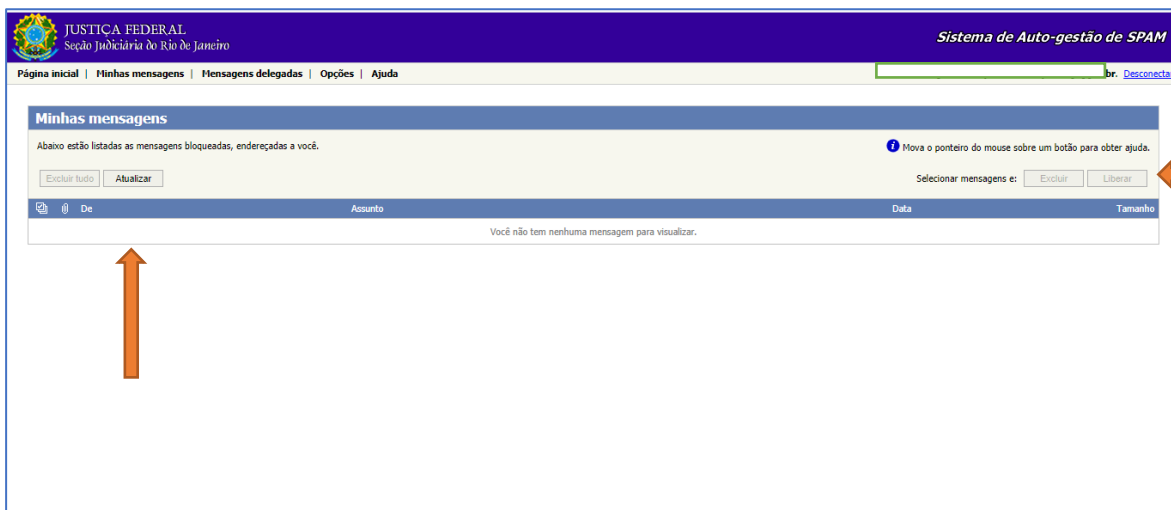 JUSTIÇA FEDERAL
Seção Judiciária do Rio de Janeiro
Sistema de Auto-gestão de SPAM
Página inicial | Minhas mensagens | Mensagens delegadas | Opções | Ajuda
br. Desconecta
Minhas mensagens
Abaixo estão listadas as mensagens bloqueadas, endereçadas a você.
Mova o ponteiro do mouse sobre um botão para obter ajuda.
Excluir tudo Atualizar Selecionar mensagens e: Excluir Liberar
De Assunto Data Tamanho
Você não tem nenhuma mensagem para visualizar.